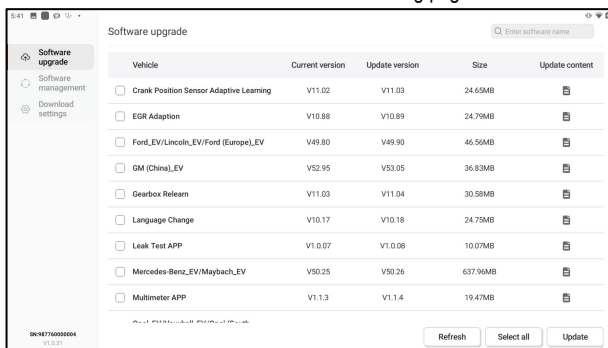 5:41
Software upgrade
Enter software name
Software
upgrade
Software
management
Download
settings
Vehicle Current version Update version Size Update content
Crank Position Sensor Adaptive Learning V11.02 V11.03 24.65MB
EGR Adaption V10.88 V10.89 24.79MB
Ford_EV/Lincoln_EV/Ford (Europe)_EV V49.80 V49.90 46.56MB
GM (China)_EV V52.95 V53.05 36.83MB
Gearbox Relearn V11.03 V11.04 30.58MB
Language Change V10.17 V10.18 24.75MB
Leak Test APP V1.0.07 V1.0.08 10.07MB
Mercedes-Benz_EV/Maybach_EV V50.25 V50.26 637.96MB
Multimeter APP V1.1.3 V1.1.4 19.47MB
SN:987760000004
V1.0.21
Refresh Select all Update